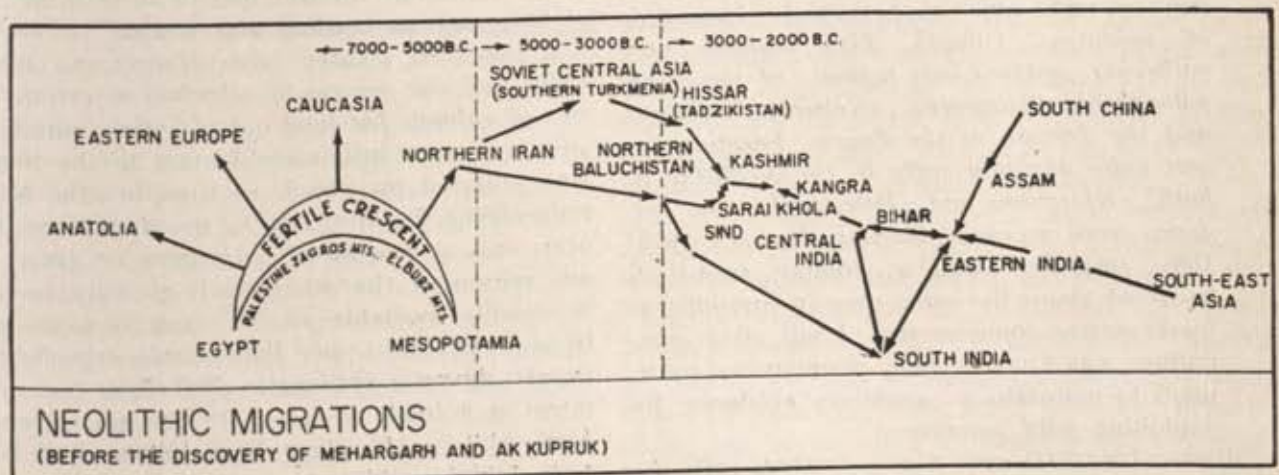 ← 7000-5000B.C. → 5000-3000B.C. → 3000-2000 B.C.
SOVIET CENTRAL ASIA
(SOUTHERN TURKMENIA)
HISSAR
(TADZIKISTAN)
CAUCASIA
SOUTH CHINA
EASTERN EUROPE
NORTHERN IRAN
NORTHERN
BALUCHISTAN
KASHMIR
KANGRA
ASSAM
FERTILE CRESCENT
PALESTINE ZAGROS MTS. ELBURZ MTS.
ANATOLIA
SARAI KHOLA
SIND
BIHAR
CENTRAL
INDIA
EASTERN INDIA
SOUTH-EAST
ASIA
EGYPT
MESOPOTAMIA
SOUTH INDIA
NEOLITHIC MIGRATIONS
(BEFORE THE DISCOVERY OF MEHARGARH AND AK KUPRUK)